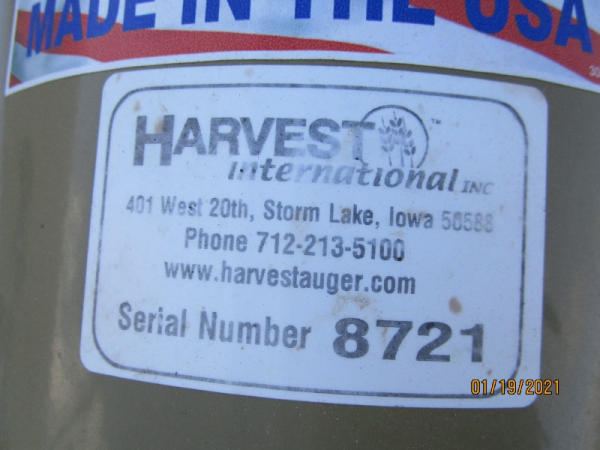 MADE IN THE USA
HARVEST ™
international INC
401 West 20th, Storm Lake, Iowa 50588
Phone 712-213-5100
www.harvestauger.com
Serial Number 8721
01/19/2021